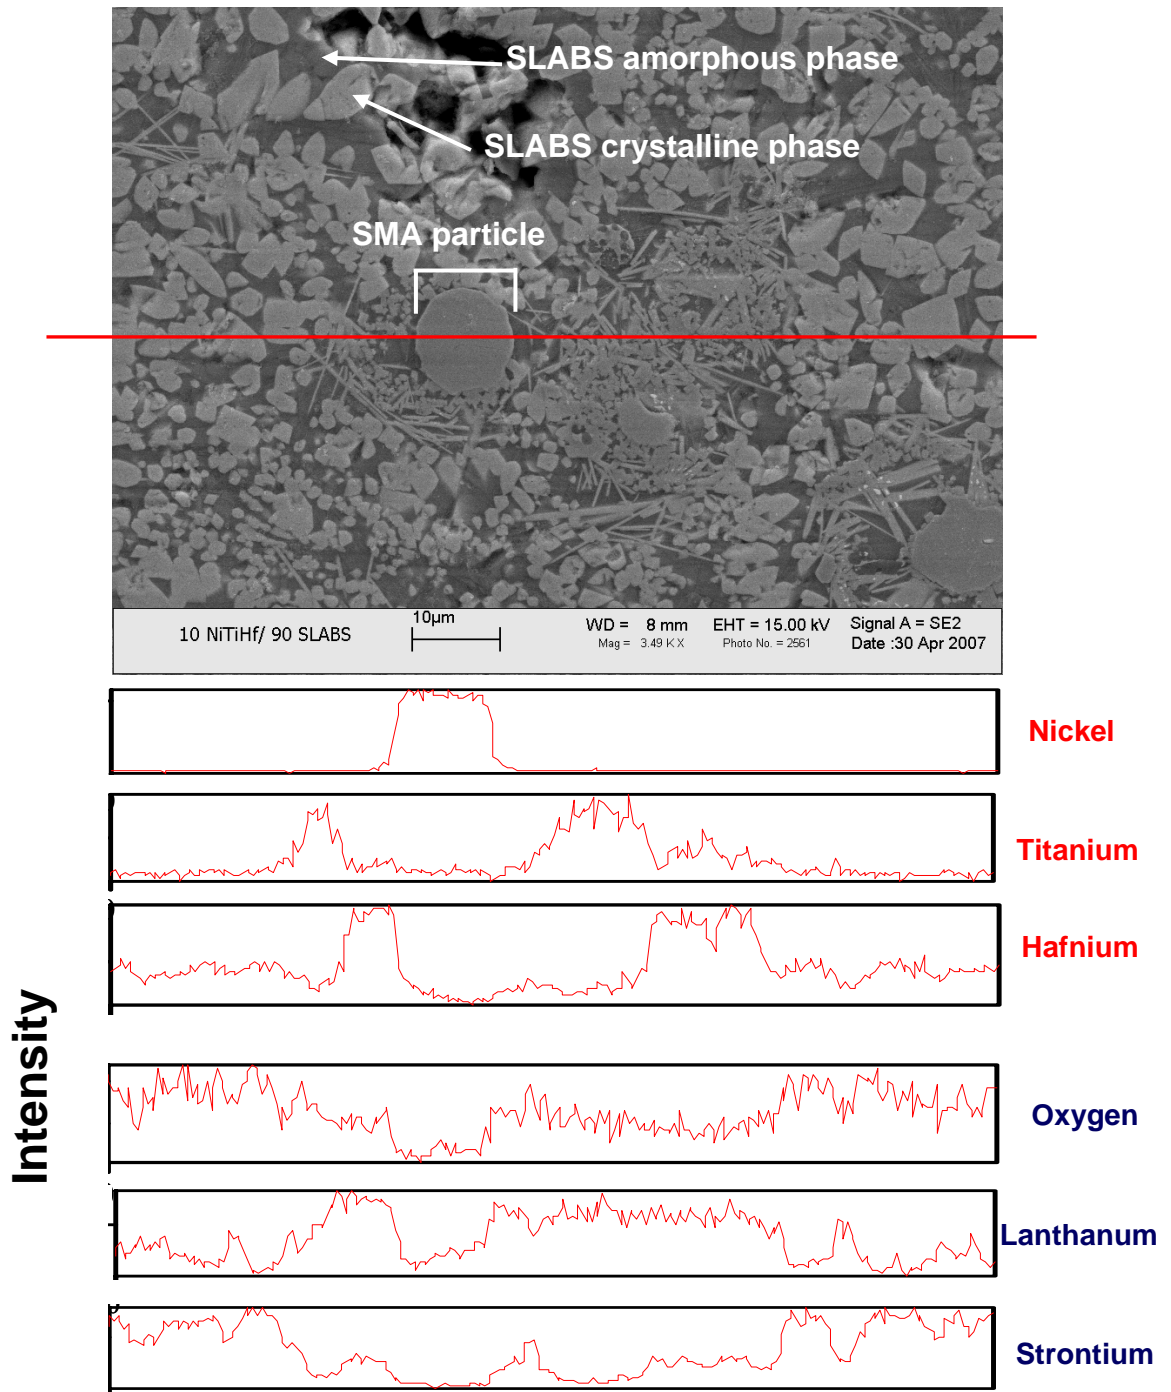 SLABS amorphous phase
SLABS crystalline phase
SMA particle
10 NiTiHf/ 90 SLABS
10µm
WD = 8 mm
Mag = 3.49 K X
EHT = 15.00 kV
Photo No. = 2561
Signal A = SE2
Date :30 Apr 2007
Intensity
Nickel
Titanium
Hafnium
Oxygen
Lanthanum
Strontium